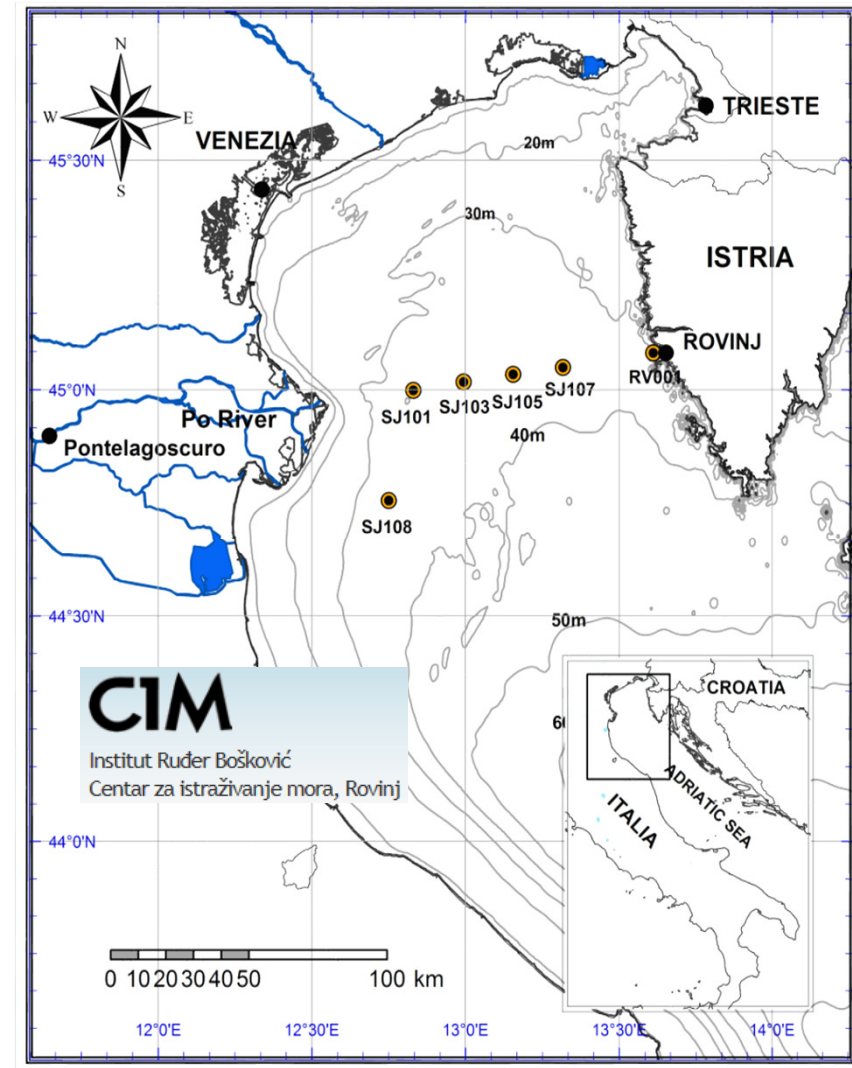 N
W
E
S
TRIESTE
VENEZIA
20m
45°30'N
30m
ISTRIA
ROVINJ
RV001
SJ107
SJ105
SJ103
SJ101
45°0'N
40m
Po River
Pontelagoscuro
SJ108
44°30'N
50m
CIM
Institut Ruđer Bošković
Centar za istraživanje mora, Rovinj
CROATIA
ADRIATIC SEA
ITALIA
44°0'N
0 10 20 30 40 50 100 km
12°0'E 12°30'E 13°0'E 13°30'E 14°0'E